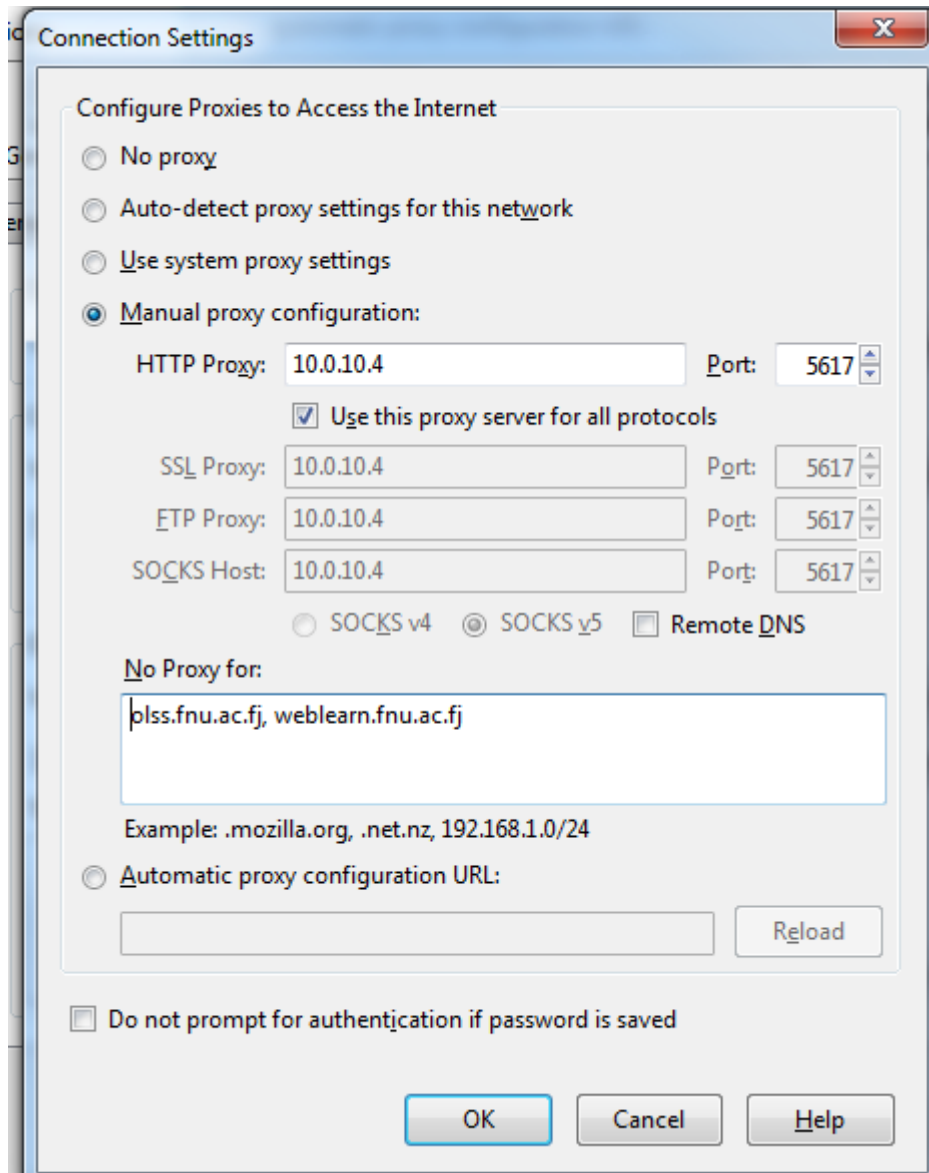 Connection Settings
Configure Proxies to Access the Internet
No proxy
Auto-detect proxy settings for this network
Use system proxy settings
Manual proxy configuration:
HTTP Proxy: 10.0.10.4 Port: 5617
Use this proxy server for all protocols
SSL Proxy: 10.0.10.4 Port: 5617
FTP Proxy: 10.0.10.4 Port: 5617
SOCKS Host: 10.0.10.4 Port: 5617
SOCKS v4 SOCKS v5 Remote DNS
No Proxy for:
olss.fnu.ac.fj, weblearn.fnu.ac.fj
Example: .mozilla.org, .net.nz, 192.168.1.0/24
Automatic proxy configuration URL:
Reload
Do not prompt for authentication if password is saved
OK Cancel Help